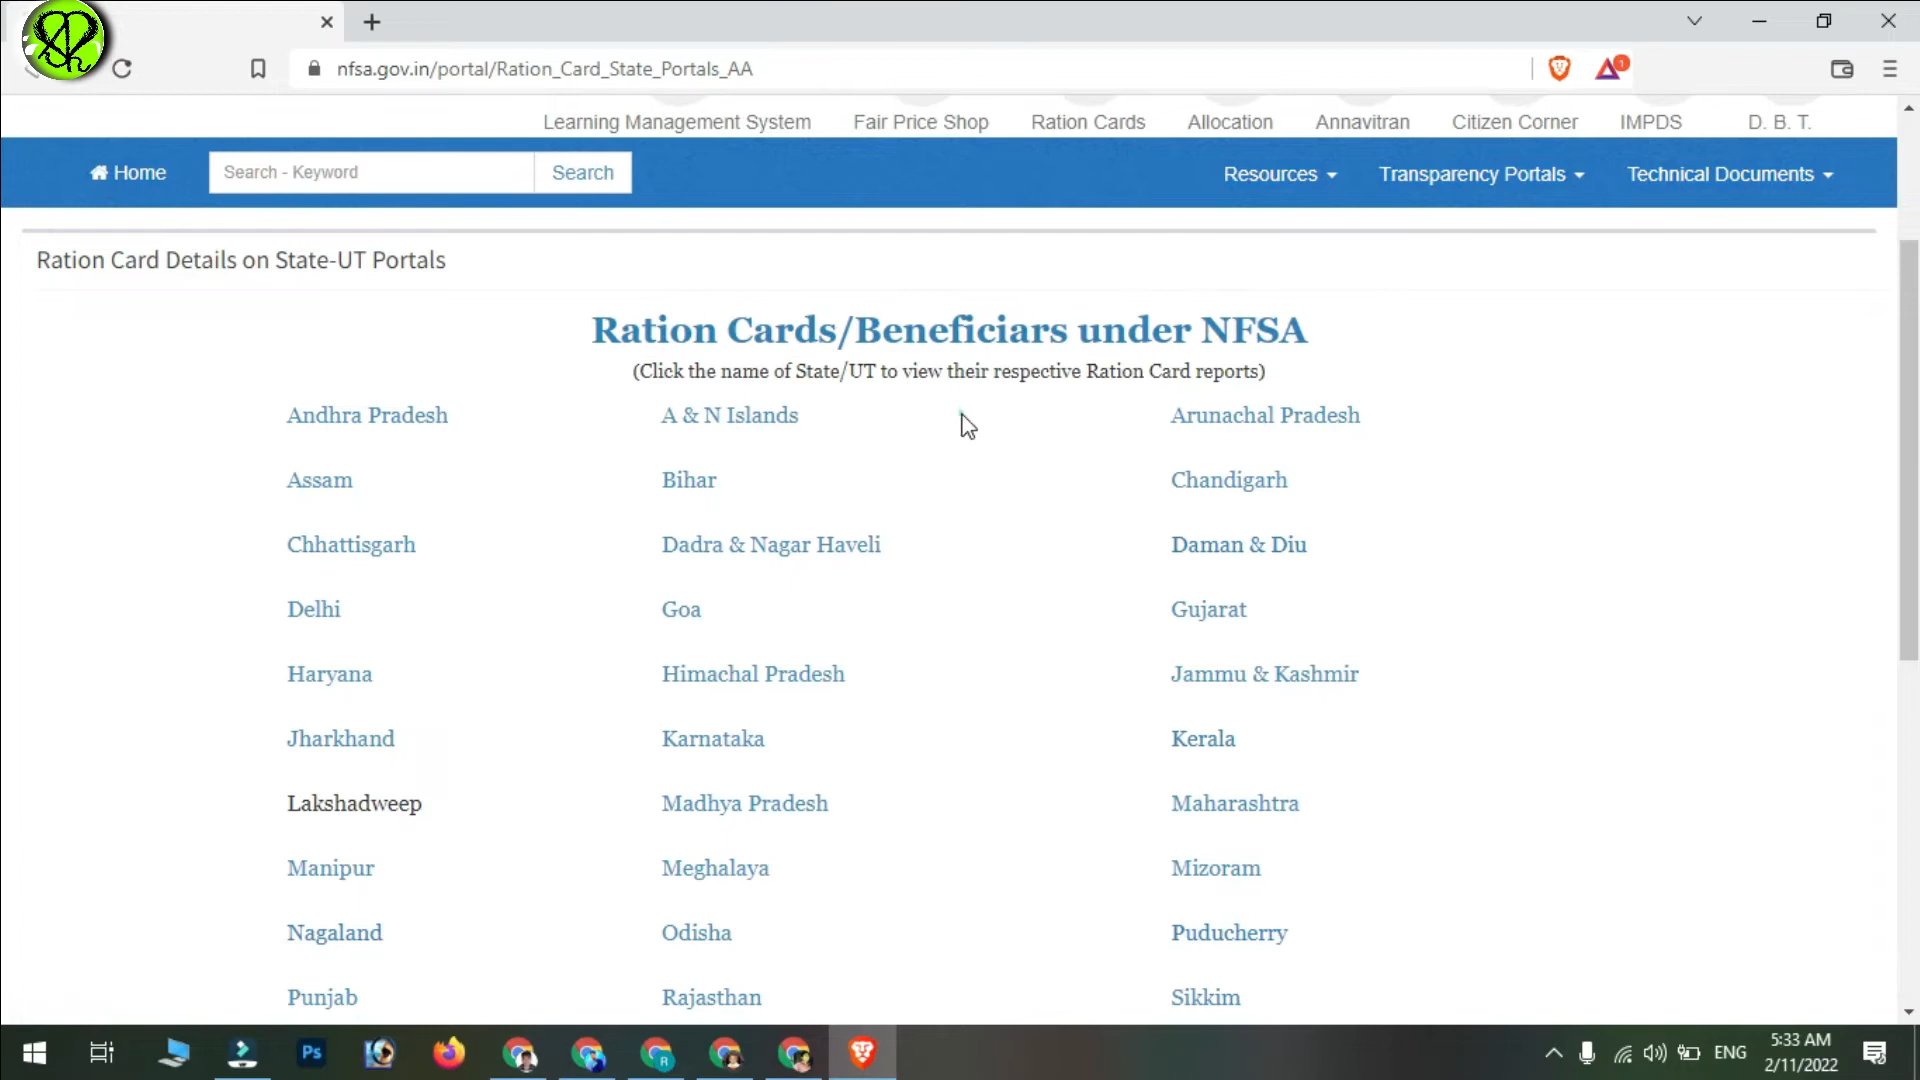 nfsa.gov.in/portal/Ration_Card_State_Portals_AA
1
Learning Management System Fair Price Shop Ration Cards Allocation Annavitran Citizen Corner IMPDS D. B. T.
Home Search - Keyword Search Resources Transparency Portals Technical Documents
Ration Card Details on State-UT Portals
Ration Cards/Beneficiars under NFSA
(Click the name of State/UT to view their respective Ration Card reports)
Andhra Pradesh A & N Islands Arunachal Pradesh
Assam Bihar Chandigarh
Chhattisgarh Dadra & Nagar Haveli Daman & Diu
Delhi Goa Gujarat
Haryana Himachal Pradesh Jammu & Kashmir
Jharkhand Karnataka Kerala
Lakshadweep Madhya Pradesh Maharashtra
Manipur Meghalaya Mizoram
Nagaland Odisha Puducherry
Punjab Rajasthan Sikkim
Ps R ENG 5:33 AM
2/11/2022